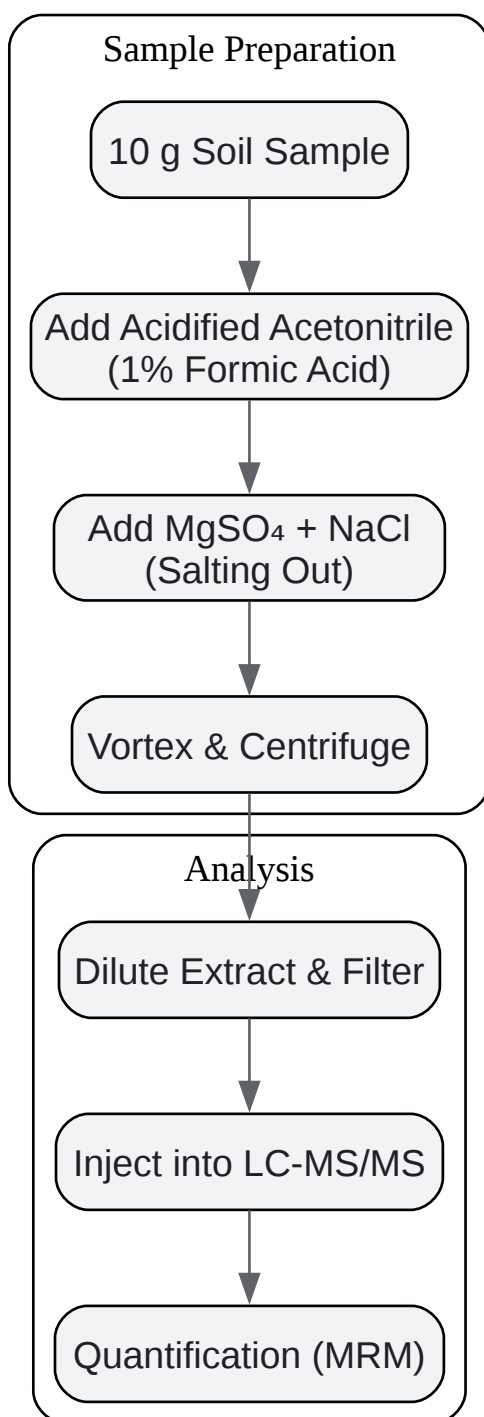 Sample Preparation
10 g Soil Sample
Add Acidified Acetonitrile
(1% Formic Acid)
Add MgSO₄ + NaCl
(Salting Out)
Vortex & Centrifuge
Analysis
Dilute Extract & Filter
Inject into LC-MS/MS
Quantification (MRM)